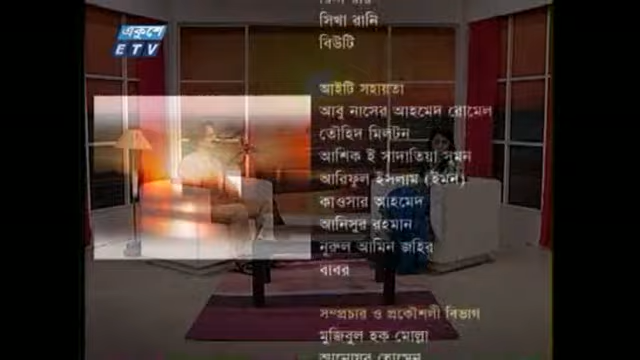 একুশে
ETV
সিখা রানি
বিউটি
আইটি সহায়তা
আবু নাসের আহমেদ রোমেল
তৌহিদ মিলটন
আশিক ই সাদাতিয়া সুমন
আরিফুল ইসলাম (ইমন)
কাওসার আহমেদ
আনিসুর রহমান
নূরুল আমিন জহির
বাবর
সম্প্রচার ও প্রকৌশলী বিভাগ
মুজিবুল হক মোল্লা